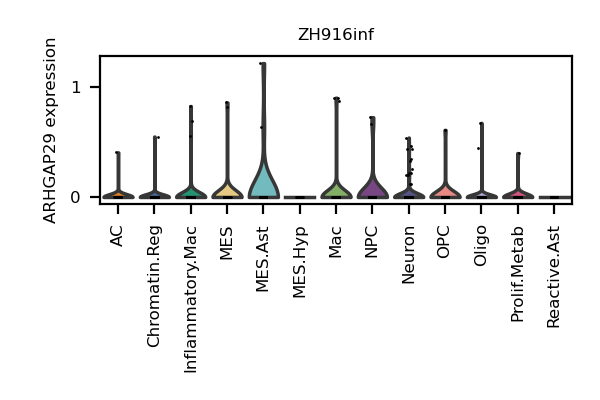 ZH916inf
ARHGAP29 expression
1
0
AC
Chromatin.Reg
Inflammatory.Mac
MES
MES.Ast
MES.Hyp
Mac
NPC
Neuron
OPC
Oligo
Prolif.Metab
Reactive.Ast